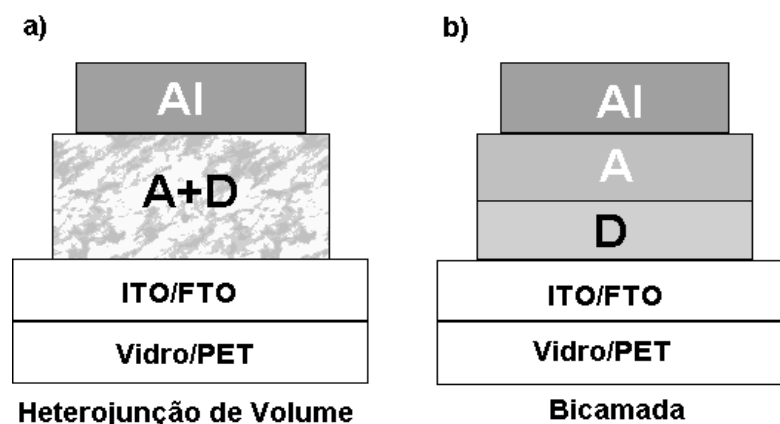 a)
Al
A+D
ITO/FTO
Vidro/PET
Heterojunção de Volume
b)
Al
A
D
ITO/FTO
Vidro/PET
Bicamada